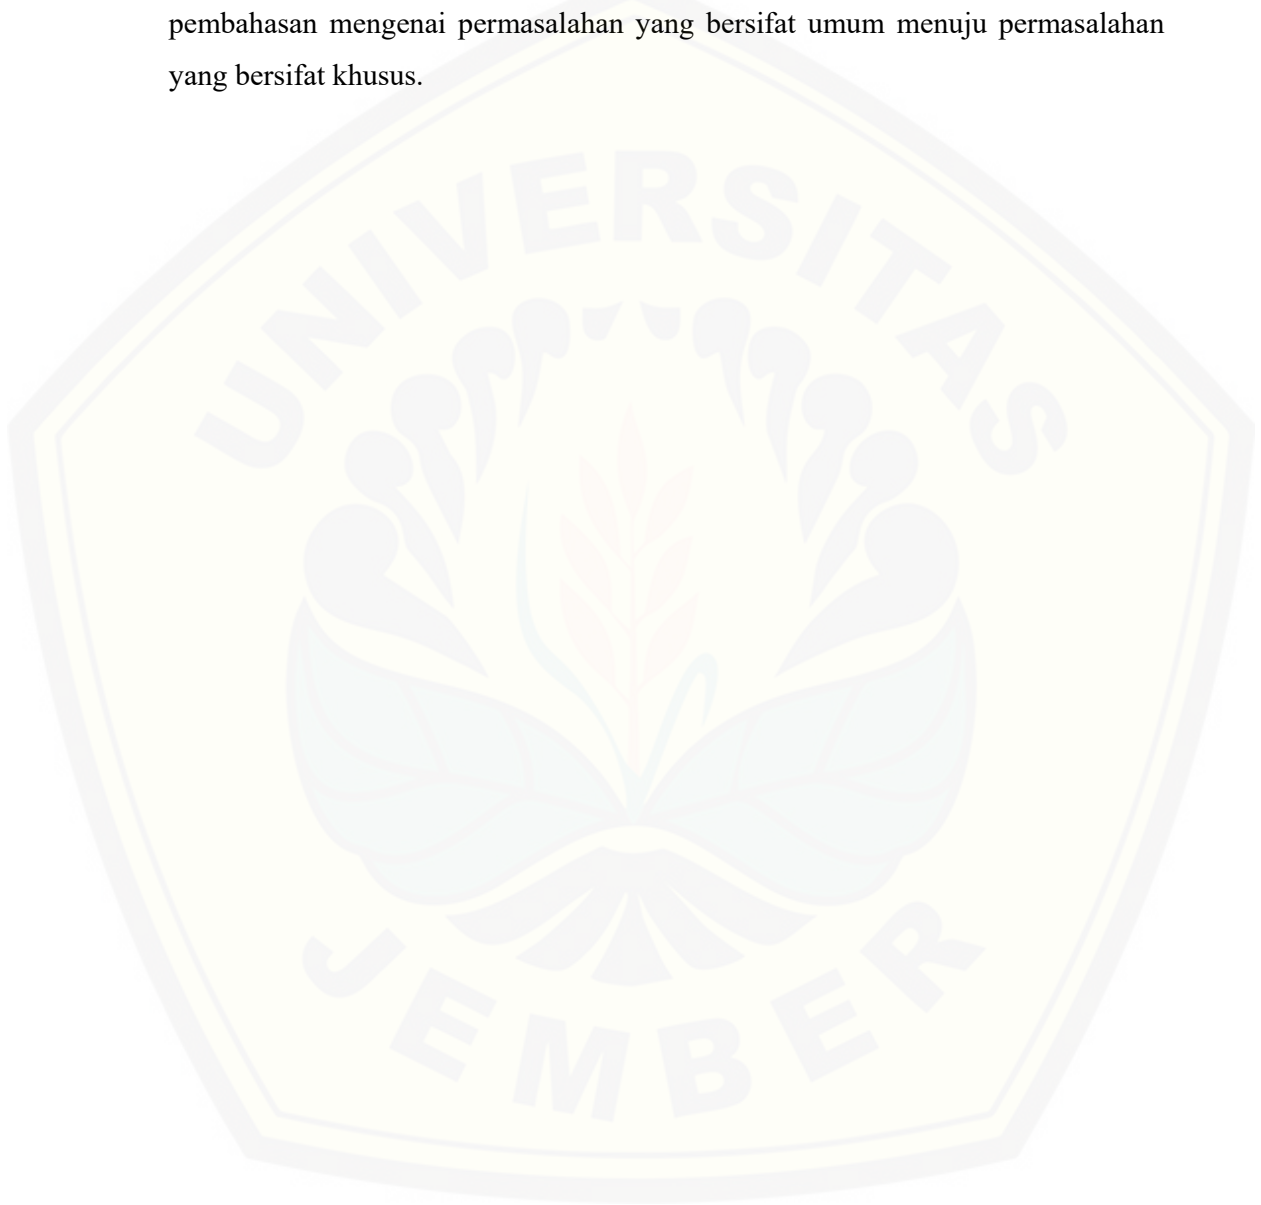 pembahasan mengenai permasalahan yang bersifat umum menuju permasalahan
yang bersifat khusus.
UNIVERSITAS
JEMBER